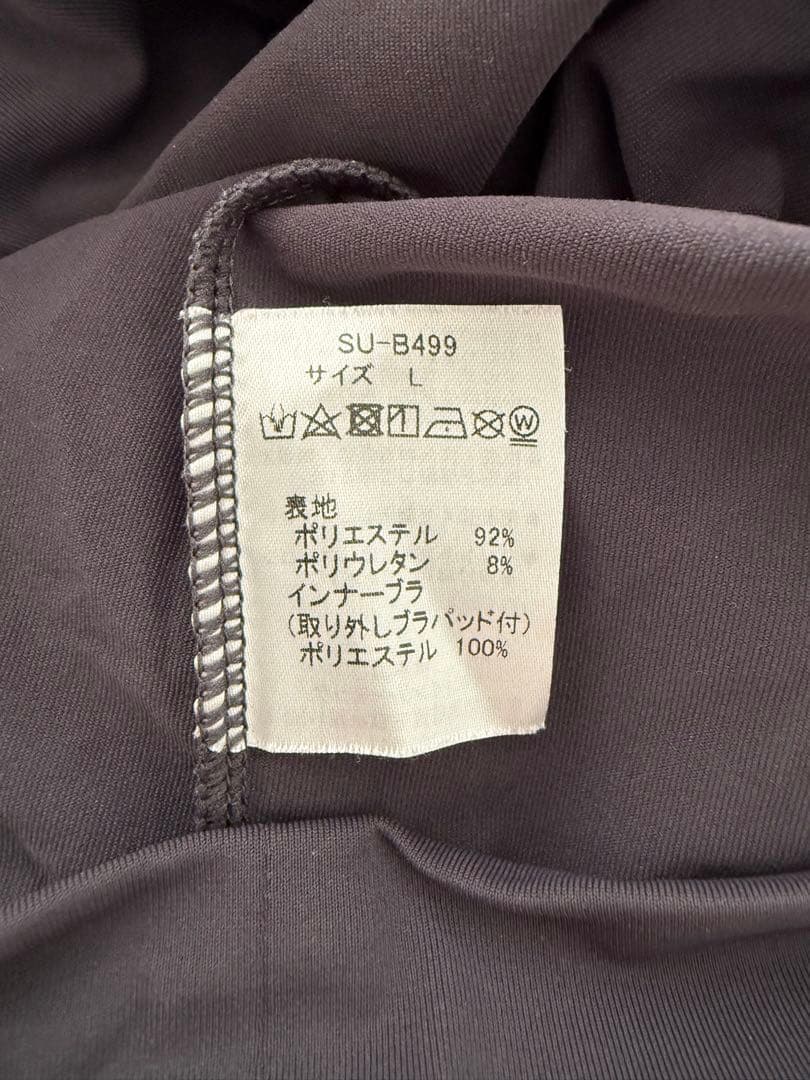 SU-B499
サイズ L
W
表地
ポリエステル 92%
ポリウレタン 8%
インナーブラ
(取り外しブラパッド付)
ポリエステル 100%